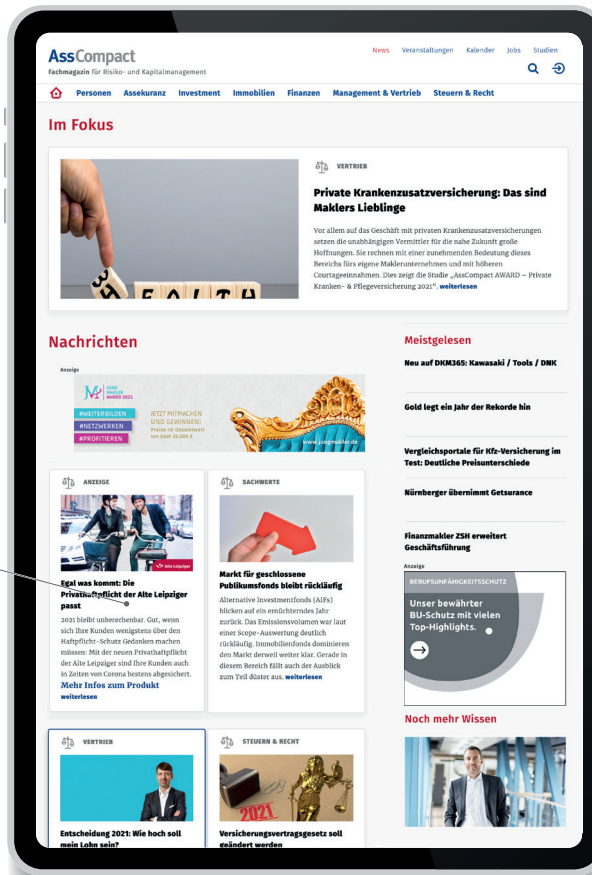 AssCompact
Fachmagazin für Risiko- und Kapitalmanagement
News Veranstaltungen Kalender Jobs Studien
Personen Assekuranz Investment Immobilien Finanzen Management & Vertrieb Steuern & Recht
Im Fokus
VERTRIEB
Private Krankenzusatzversicherung: Das sind
Maklers Lieblinge
Vor allem auf das Geschäft mit privaten Krankenzusatzversicherungen
setzen die unabhängigen Vermittler für die nahe Zukunft große
Hoffnungen. Sie rechnen mit einer zunehmenden Bedeutung dieses
Bereichs fürs eigene Maklerunternehmen und mit höheren
Courtageeinnahmen. Dies zeigt die Studie „AssCompact AWARD – Private
Kranken- & Pflegeversicherung 2021". weiterlesen
Nachrichten
Anzeige
JUNG
MAKLER
AWARD 2021
#WEITERBILDEN
#NETZWERKEN
#PROFITIEREN
JETZT MITMACHEN
UND GEWINNEN!
Preise im Gesamtwert
von über 35.000 €
www.jungmakler.de
ANZEIGE
Alte Leipziger
Egal was kommt: Die
Privathaftpflicht der Alte Leipziger
passt
2021 bleibt unberechenbar. Gut, wenn
sich Ihre Kunden wenigstens über den
Haftpflicht-Schutz Gedanken machen
müssen: Mit der neuen Privathaftpflicht
der Alte Leipziger sind Ihre Kunden auch
in Zeiten von Corona bestens abgesichert.
Mehr Infos zum Produkt
weiterlesen
SACHWERTE
Markt für geschlossene
Publikumsfonds bleibt rückläufig
Alternative Investmentfonds (AIFs)
blicken auf ein ernüchterndes Jahr
zurück. Das Emissionsvolumen war laut
einer Scope-Auswertung deutlich
rückläufig. Immobilienfonds dominieren
den Markt derweil weiter klar. Gerade in
diesem Bereich fällt auch der Ausblick
zum Teil düster aus. weiterlesen
VERTRIEB
Entscheidung 2021: Wie hoch soll
mein Lohn sein?
STEUERN & RECHT
2021
Versicherungsvertragsgesetz soll
geändert werden
Meistgelesen
Neu auf DKM365: Kawasaki / Tools / DNK
Gold legt ein Jahr der Rekorde hin
Vergleichsportale für Kfz-Versicherung im
Test: Deutliche Preisunterschiede
Nürnberger übernimmt Getsurance
Finanzmakler ZSH erweitert
Geschäftsführung
Anzeige
BERUFSUNFÄHIGKEITSSCHUTZ
Unser bewährter
BU-Schutz mit vielen
Top-Highlights.
Noch mehr Wissen